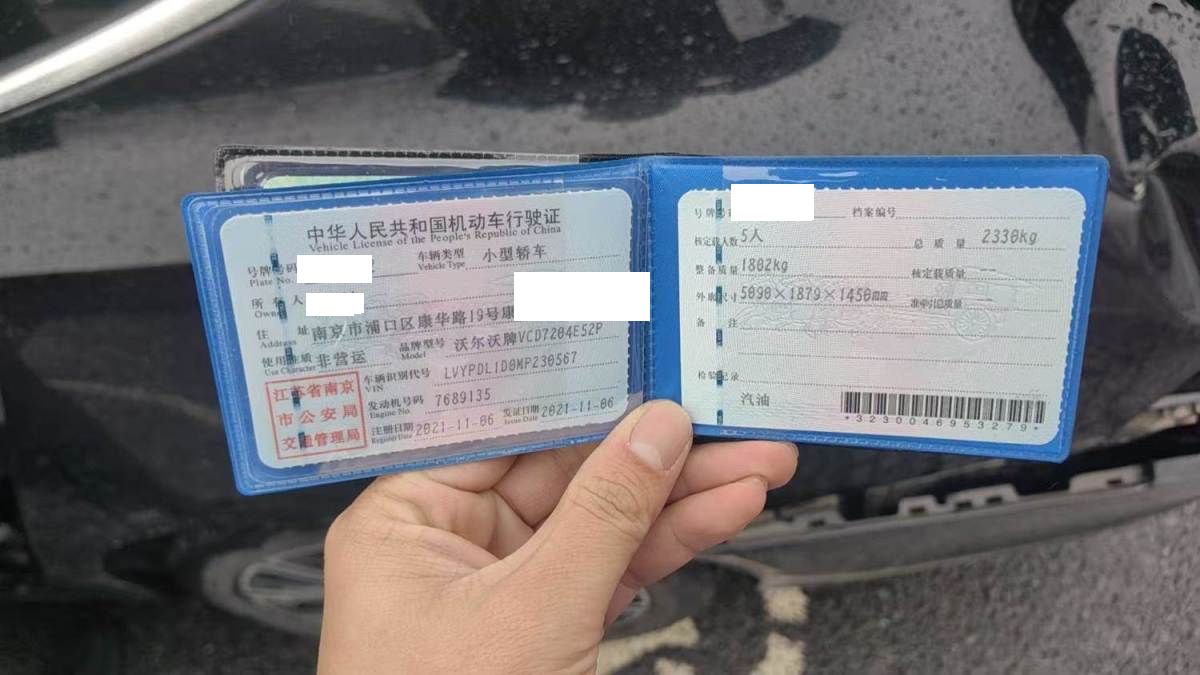 中华人民共和国机动车行驶证
Vehicle License of the People's Republic of China
号牌号码
Plate No.
车辆类型 小型轿车
Vehicle Type
所 有 人
Owner
住 址 南京市浦口区康华路19号康
Address
使用性质 非营运
Use Character
品牌型号 沃尔沃牌VCD7204E52P
Model
江苏省南京
市公安局
交通管理局
车辆识别代号 LVYPDL1D0MP230567
VIN
发动机号码 7689135
Engine No.
注册日期 2021-11-06 发证日期 2021-11-06
Register Date Issue Date
号牌号码 档案编号
核定载人数 5人 总 质 量 2330kg
整备质量 1802kg 核定载质量 --
外廓尺寸 5090×1879×1450mm 准牵引总质量 --
备 注
检验记录
汽油
*3230046953279*